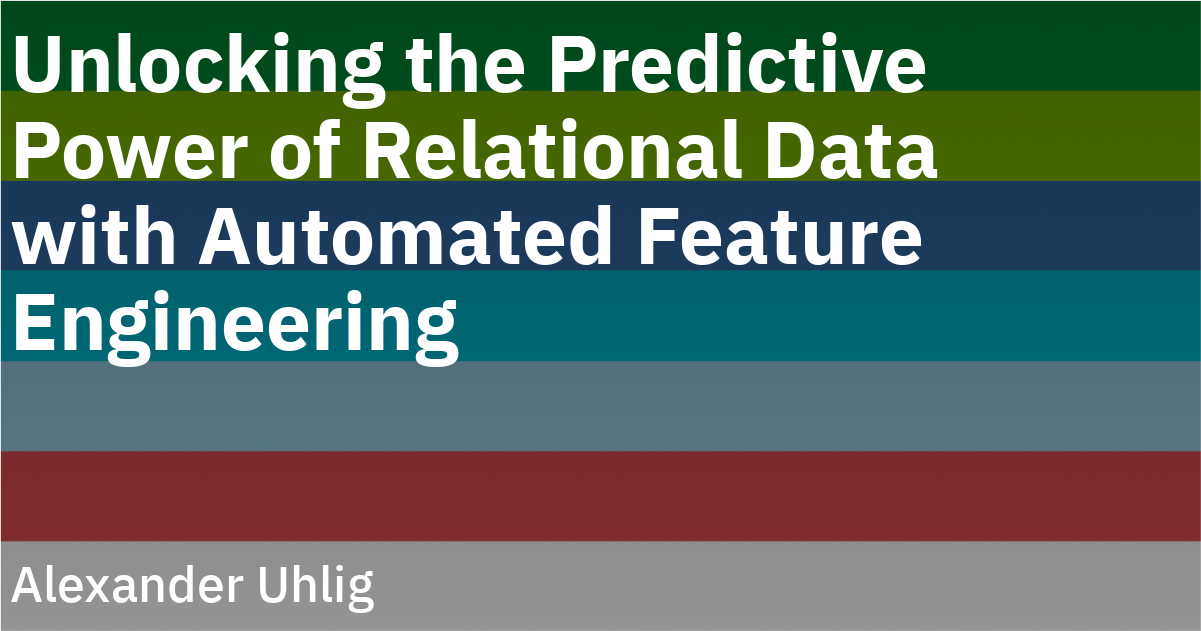 Unlocking the Predictive
Power of Relational Data
with Automated Feature
Engineering
Alexander Uhlig